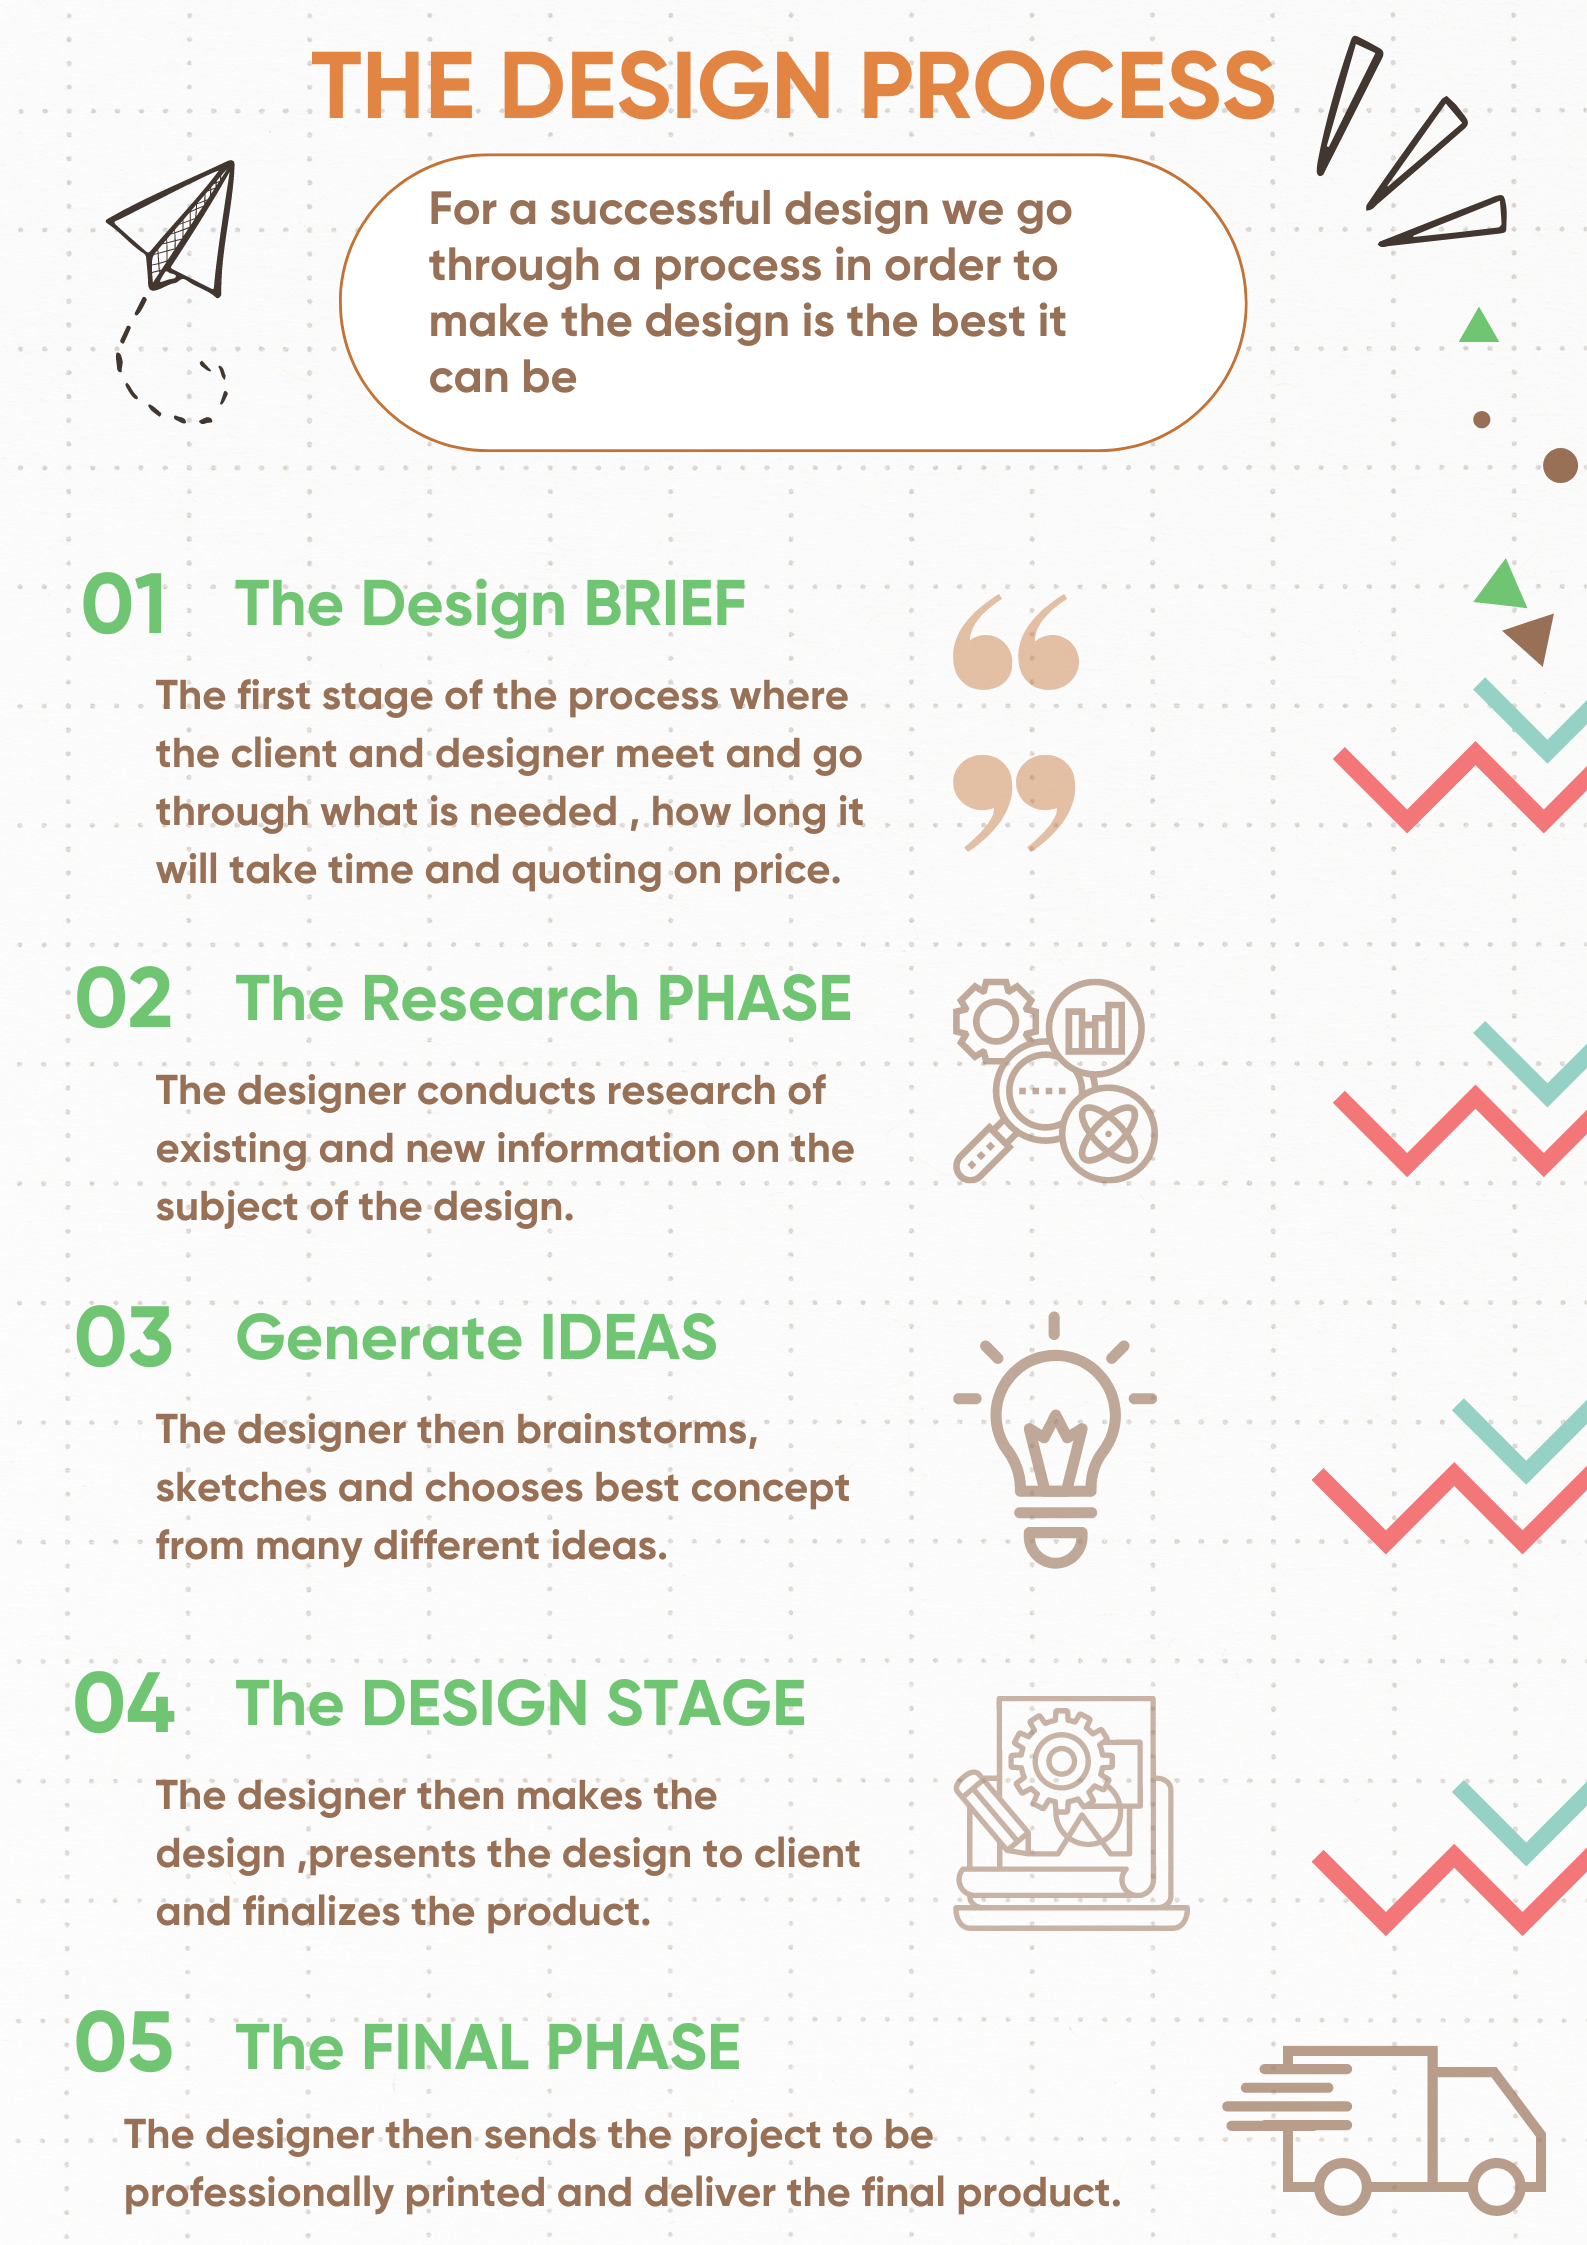 THE DESIGN PROCESS
For a successful design we go
through a process in order to
make the design is the best it
can be
01 The Design BRIEF
The first stage of the process where
the client and designer meet and go
through what is needed , how long it
will take time and quoting on price.
02 The Research PHASE
The designer conducts research of
existing and new information on the
subject of the design.
03 Generate IDEAS
The designer then brainstorms,
sketches and chooses best concept
from many different ideas.
04 The DESIGN STAGE
The designer then makes the
design ,presents the design to client
and finalizes the product.
05 The FINAL PHASE
The designer then sends the project to be
professionally printed and deliver the final product.